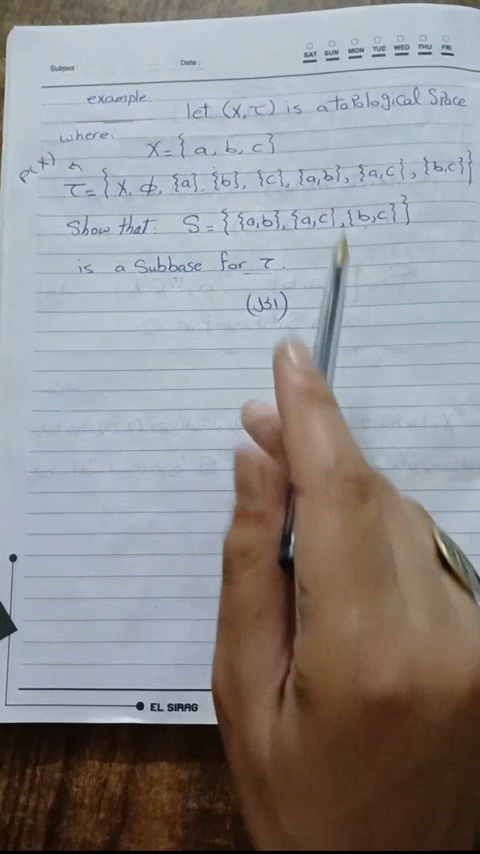 SAT SUN MON TUE WED THU FRI
Subject Date:
example. let (X, τ) is a topological Space
where: X = { a, b, c }
P(X)
τ = { X, ϕ, {a}, {b}, {c}, {a,b}, {a,c}, {b,c} }
Show that: S = { {a,b}, {a,c}, {b,c} }
is a Subbase for τ.
EL SIRAG